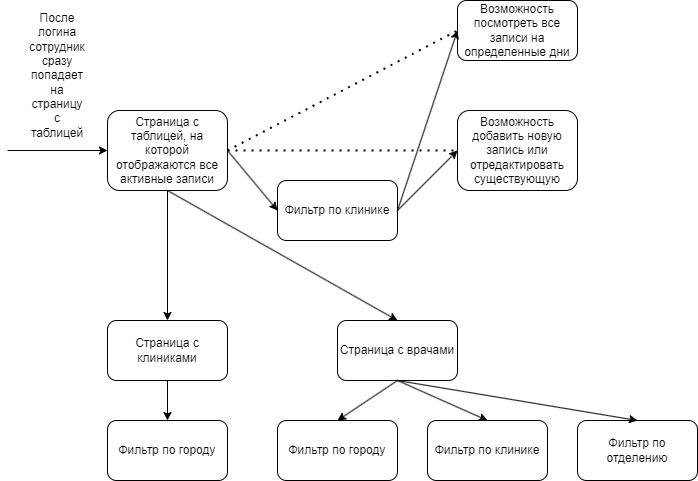 После
логина
сотрудник
сразу
попадает
на
страницу
с
таблицей
Возможность
посмотреть все
записи на
определенные дни
Страница с
таблицей, на
которой
отображаются все
активные записи
Возможность
добавить новую
запись или
отредактировать
существующую
Фильтр по клинике
Страница с
клиниками
Страница с врачами
Фильтр по городу
Фильтр по городу
Фильтр по клинике
Фильтр по
отделению